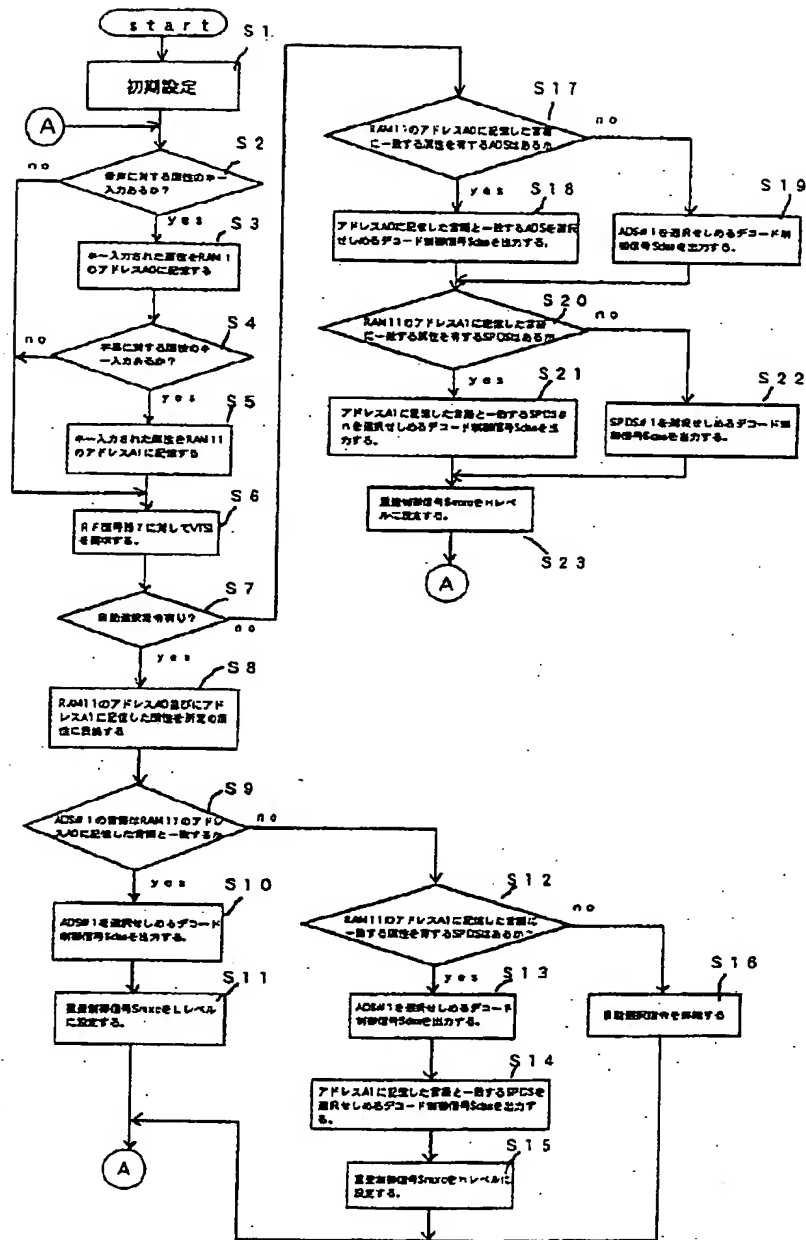 start
S1
初期設定
A
S2
音声に対する属性のキー
入力あるか?
no
yes
S3
キー入力された属性をRAM1
のアドレスA0に記憶する
S4
字幕に対する属性のキ
ー入力あるか?
no
yes
S5
キー入力された属性をRAM11
のアドレスA1に記憶する
S6
に対してVTSI
を要求する。
S7
自動選択指令有り?
no
yes
S8
RAM11のアドレスA0及びにア
ドレスA1に記憶した属性を所定の属
性に置換する
S9
ADS#1の言語はRAM11のアド
レスA0に記憶した言語と一致するか
no
yes
S10
ADS#1を選択せしめるデコード
制御信号Sdasを出力する。
S11
重畳制御信号SmxcをLレベル
に設定する。
A
S12
RAM11のアドレスA1に記憶した言語に
一致する属性を有するSPDSはあるか
no
yes
S13
ADS#1を選択せしめるデコード
制御信号Sdasを出力する。
S14
アドレスA1に記憶した言語と一致するSPDSを
選択せしめるデコード制御信号Sdasを出力す
る。
S15
重畳制御信号SmxcをHレベルに
設定する。
S16
自動選択指令を解除する
S17
RAM11のアドレスA0に記憶した言語
に一致する属性を有するADSはあるか
no
yes
S18
アドレスA0に記憶した言語と一致するADSを選択
せしめるデコード制御信号Sdasを出力する。
S19
ADS#1を選択せしめるデコード制
御信号Sdasを出力する。
S20
RAM11のアドレスA1に記憶した言語
に一致する属性を有するSPDSはあるか
no
yes
S21
アドレスA1に記憶した言語と一致するSPDS#
nを選択せしめるデコード制御信号Sdasを出
力する。
S22
SPDS#1を選択せしめるデコード制
御信号Sdasを出力する。
重畳制御信号SmxcをHレベ
ルに設定する。
S23
A